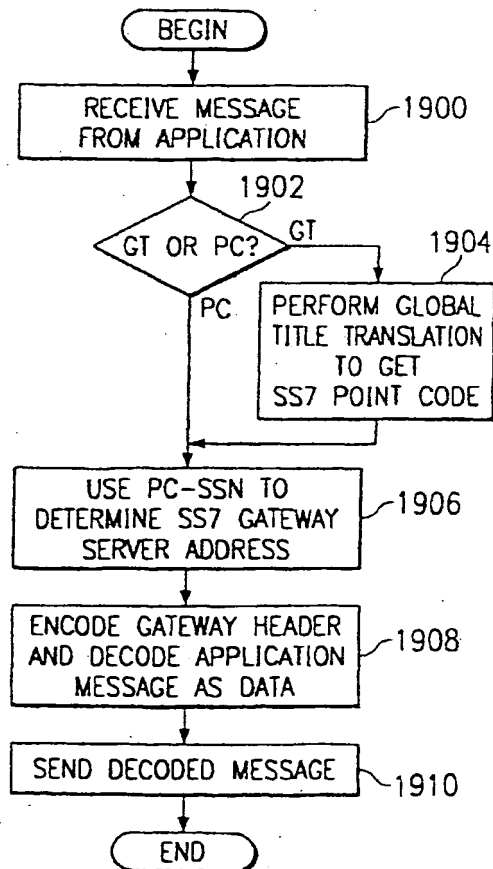 BEGIN
RECEIVE MESSAGE
FROM APPLICATION
1900
1902
GT OR PC?
GT
PC
1904
PERFORM GLOBAL
TITLE TRANSLATION
TO GET
SS7 POINT CODE
USE PC-SSN TO
DETERMINE SS7 GATEWAY
SERVER ADDRESS
1906
ENCODE GATEWAY HEADER
AND DECODE APPLICATION
MESSAGE AS DATA
1908
SEND DECODED MESSAGE
1910
END